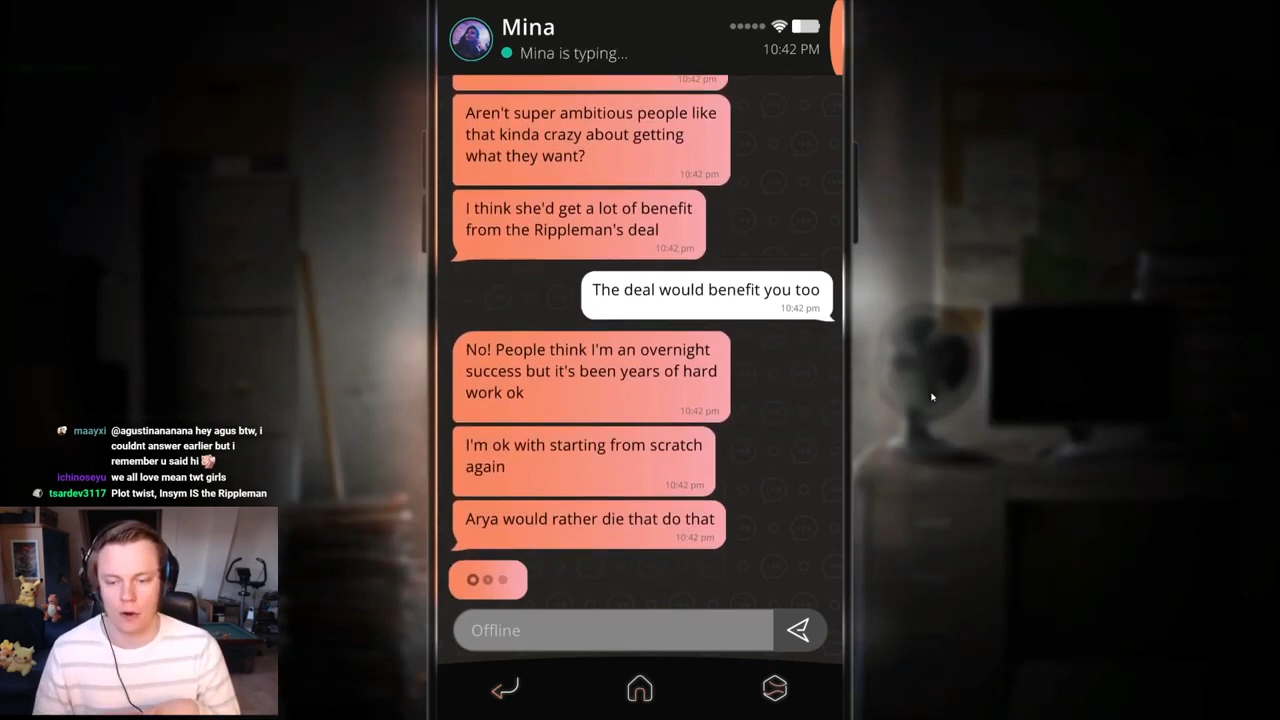 Mina
Mina is typing...
10:42 PM
10:42 pm
Aren't super ambitious people like
that kinda crazy about getting
what they want?
10:42 pm
I think she'd get a lot of benefit
from the Rippleman's deal
10:42 pm
The deal would benefit you too
10:42 pm
No! People think I'm an overnight
success but it's been years of hard
work ok
10:42 pm
I'm ok with starting from scratch
again
10:42 pm
Arya would rather die that do that
10:42 pm
Offline
maayxi @agustinananana hey agus btw, i
couldnt answer earlier but i
remember u said hi
ichinoseyu we all love mean twt girls
tsardev3117 Plot twist, Insym IS the Rippleman